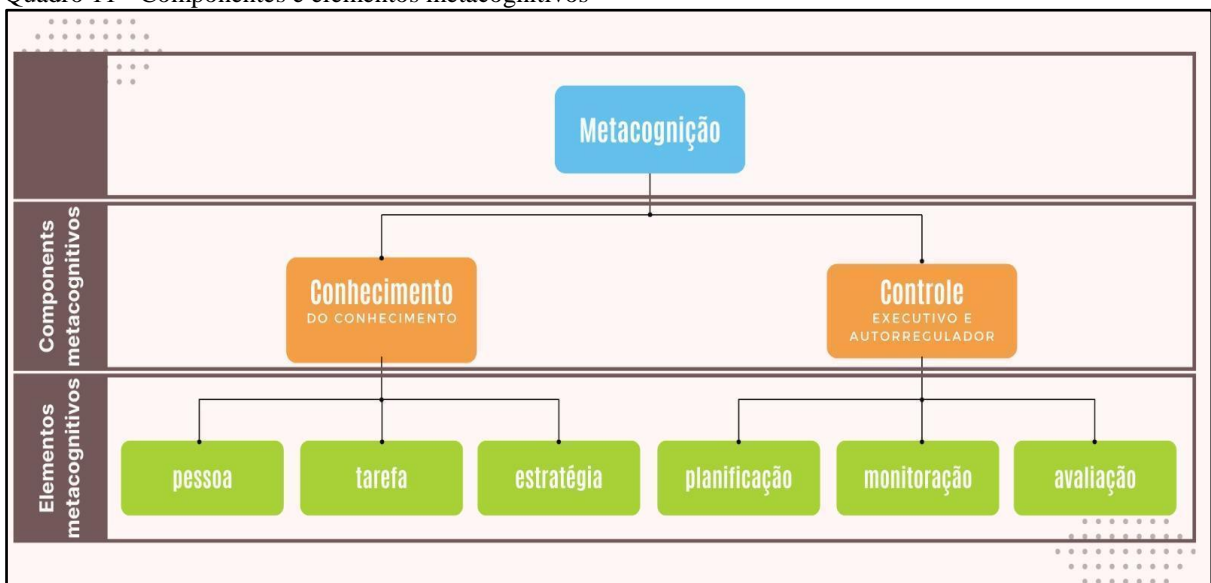 Quadro 11 – Componentes e elementos metacognitivos
Metacognição
Components
metacognitivos
Conhecimento
DO CONHECIMENTO
Controle
EXECUTIVO E
AUTORREGULADOR
Elementos
metacognitivos
pessoa
tarefa
estratégia
planificação
monitoração
avaliação